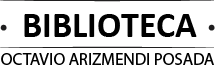 • BIBLIOTECA •
OCTAVIO ARIZMENDI POSADA